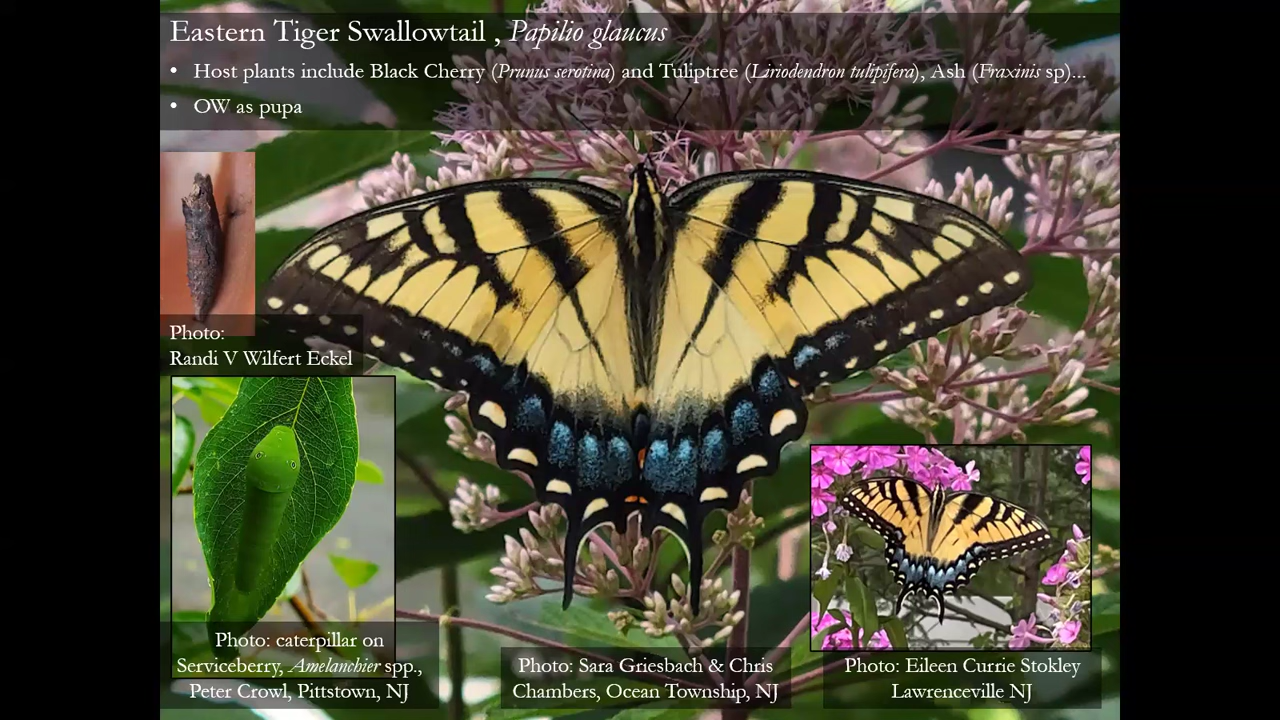 Eastern Tiger Swallowtail , Papilio glaucus
• Host plants include Black Cherry (Prunus serotina) and Tuliptree (Liriodendron tulipifera), Ash (Fraxinis sp)...
• OW as pupa
Photo:
Randi V Wilfert Eckel
Photo: caterpillar on
Serviceberry, Amelanchier spp.,
Peter Crowl, Pittstown, NJ
Photo: Sara Griesbach & Chris
Chambers, Ocean Township, NJ
Photo: Eileen Currie Stokley
Lawrenceville NJ